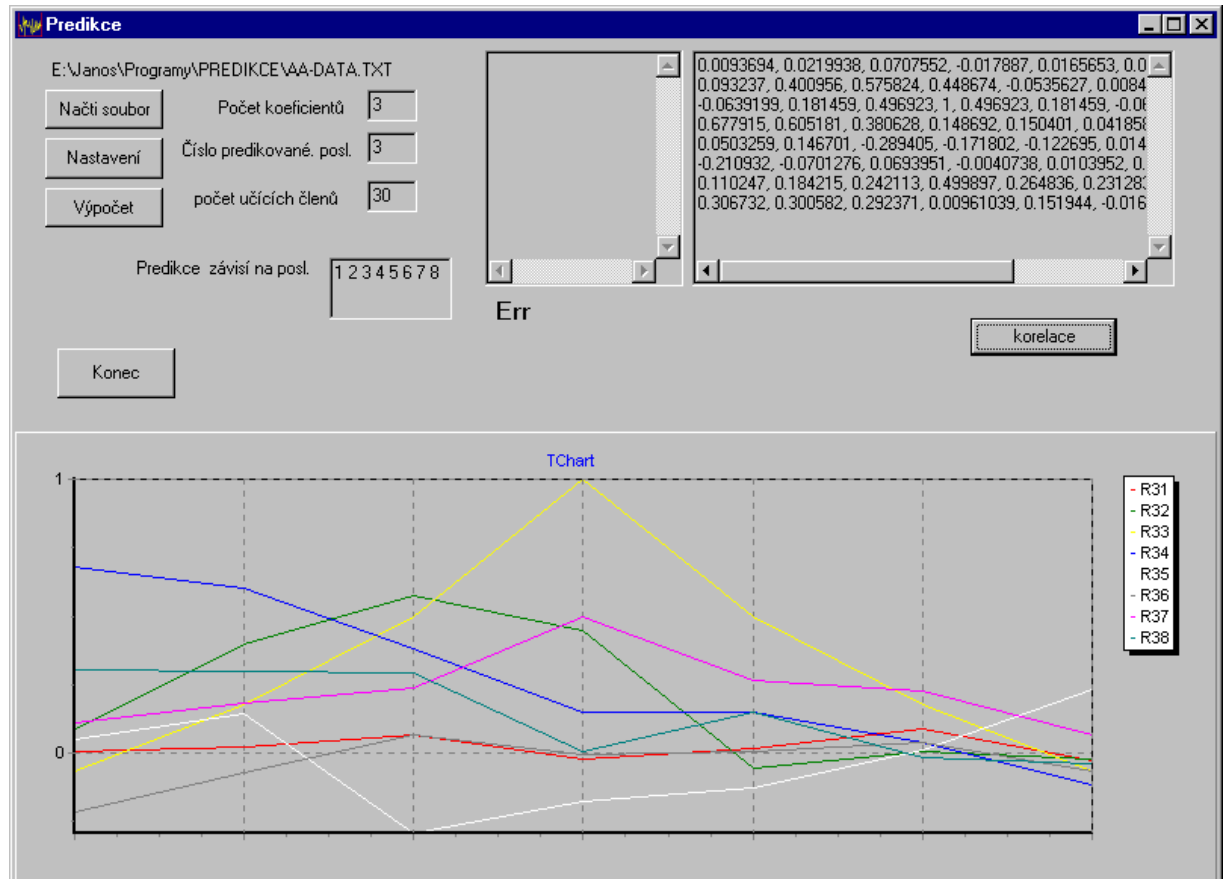 Predikce
E:\Janos\Programy\PREDIKCE\AA-DATA.TXT
Načti soubor
Počet koeficientů 3
Nastavení
Číslo predikované. posl. 3
Výpočet
počet učících členů 30
Predikce závisí na posl. 1 2 3 4 5 6 7 8
0.0093694, 0.0219938, 0.0707552, -0.017887, 0.0165653, 0.0
0.093237, 0.400956, 0.575824, 0.448674, -0.0535627, 0.0084
-0.0639199, 0.181459, 0.496923, 1, 0.496923, 0.181459, -0.0
0.677915, 0.605181, 0.380628, 0.148692, 0.150401, 0.041858
0.0503259, 0.146701, -0.289405, -0.171802, -0.122695, 0.014
-0.210932, -0.0701276, 0.0693951, -0.0040738, 0.0103952, 0.
0.110247, 0.184215, 0.242113, 0.499897, 0.264836, 0.231283
0.306732, 0.300582, 0.292371, 0.00961039, 0.151944, -0.016
Err
korelace
Konec
TChart
1
0
R31
R32
R33
R34
R35
R36
R37
R38